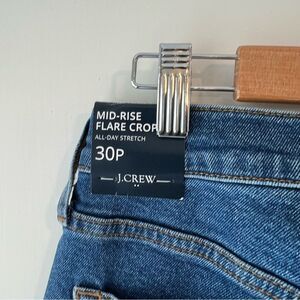 MID-RISE
FLARE CROP
ALL-DAY STRETCH
30P
J.CREW